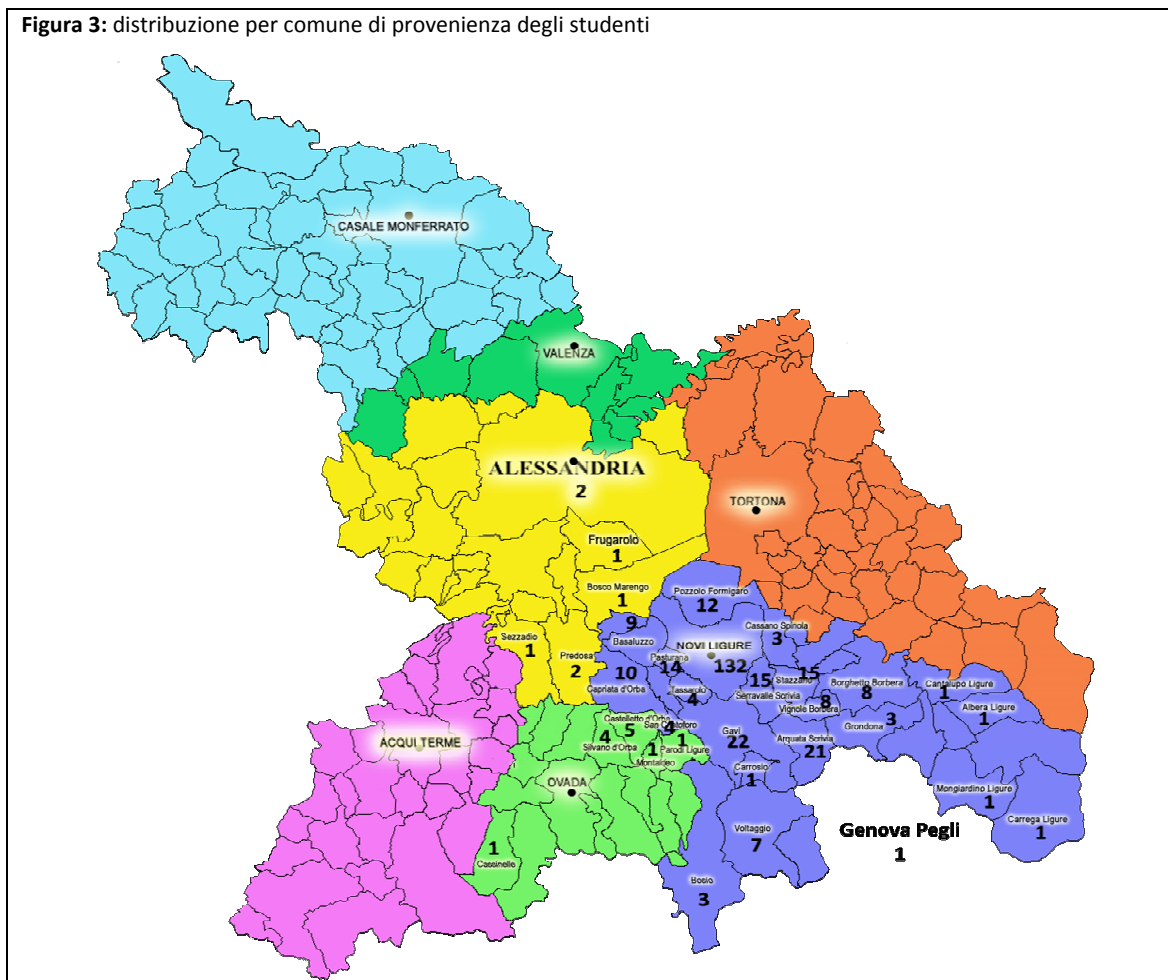 Figura 3: distribuzione per comune di provenienza degli studenti
CASALE MONFERRATO
VALENZA
ALESSANDRIA
2
TORTONA
Frugarolo
1
Bosco Marengo
1
Pozzolo Formigaro
12
9
Basaluzzo
Cassano Spinola
3
Sezzadio
1
Predosa
2
NOVI LIGURE
132
Pasturana
14
10
Capriata d'Orba
Tassarolo
4
15
Serravalle Scrivia
15
Stazzano
Borghetto Borbera
8
Vignole Borbera
8
Cantalupo Ligure
1
Albera Ligure
1
Grondona
3
Castelletto d'Orba
5
San Cristoforo
4
4
Silvano d'Orba
1
Montaldeo
1
Parodi Ligure
Gavi
22
Arquata Scrivia
21
ACQUI TERME
OVADA
Carrosio
1
Mongiardino Ligure
1
Carrega Ligure
1
Voltaggio
7
Genova Pegli
1
1
Cassinelle
Bosio
3